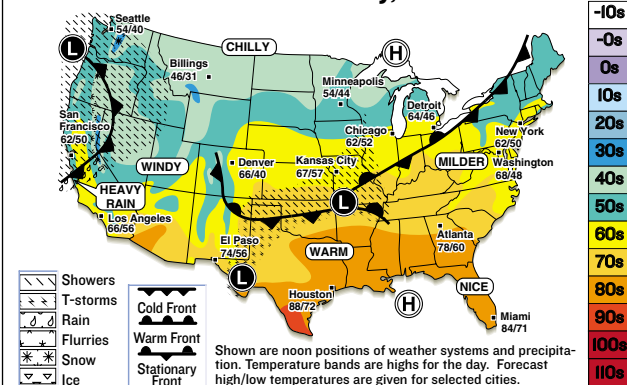 Seattle
54/40
L
CHILLY
H
Billings
46/31
Minneapolis
54/44
Detroit
64/46
San
Francisco
62/50
Chicago
62/52
New York
62/50
WINDY
Denver
66/40
Kansas City
67/57
MILDER
Washington
68/48
HEAVY
RAIN
L
Los Angeles
66/56
Atlanta
78/60
El Paso
74/56
WARM
L
NICE
Houston
88/72
H
Miami
84/71
Showers
T-storms
Rain
Flurries
Snow
Ice
Cold Front
Warm Front
Stationary
Front
Shown are noon positions of weather systems and precipita-
tion. Temperature bands are highs for the day. Forecast
high/low temperatures are given for selected cities.
-10s
-0s
0s
10s
20s
30s
40s
50s
60s
70s
80s
90s
100s
110s